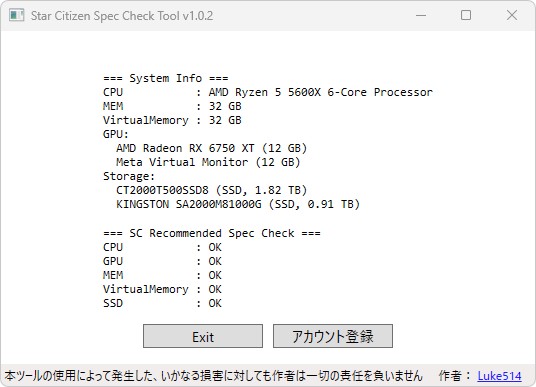 Star Citizen Spec Check Tool v1.0.2
=== System Info ===
CPU : AMD Ryzen 5 5600X 6-Core Processor
MEM : 32 GB
VirtualMemory : 32 GB
GPU:
AMD Radeon RX 6750 XT (12 GB)
Meta Virtual Monitor (12 GB)
Storage:
CT2000T500SSD8 (SSD, 1.82 TB)
KINGSTON SA2000M81000G (SSD, 0.91 TB)
=== SC Recommended Spec Check ===
CPU : OK
GPU : OK
MEM : OK
VirtualMemory : OK
SSD : OK
Exit アカウント登録
本ツールの使用によって発生した、いかなる損害に対しても作者は一切の責任を負いません 作者： Luke514